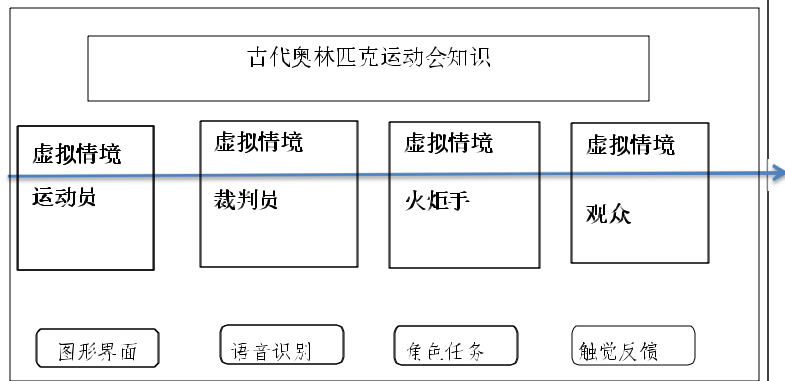 古代奥林匹克运动会知识
虚拟情境
运动员
虚拟情境
裁判员
虚拟情境
火炬手
虚拟情境
观众
图形界面
语音识别
角色任务
触觉反馈